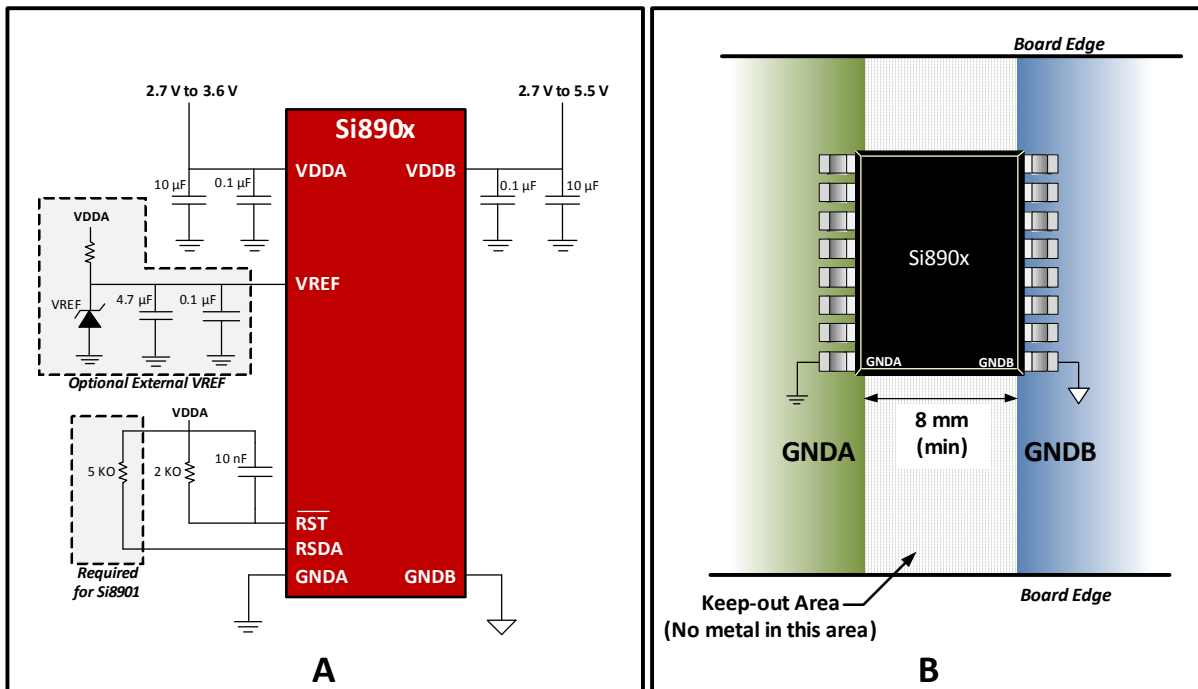 2.7 V to 3.6 V
2.7 V to 5.5 V
Si890x
VDDA
VDDB
10 µF
0.1 µF
0.1 µF
10 µF
VDDA
VREF
VREF
4.7 µF
0.1 µF
Optional External VREF
VDDA
5 KO
2 KO
10 nF
RST
RSDA
GNDA
GNDB
Required
for Si8901
A
Board Edge
Si890x
GNDA
GNDB
8 mm
(min)
GNDA
GNDB
Keep-out Area
(No metal in this area)
Board Edge
B